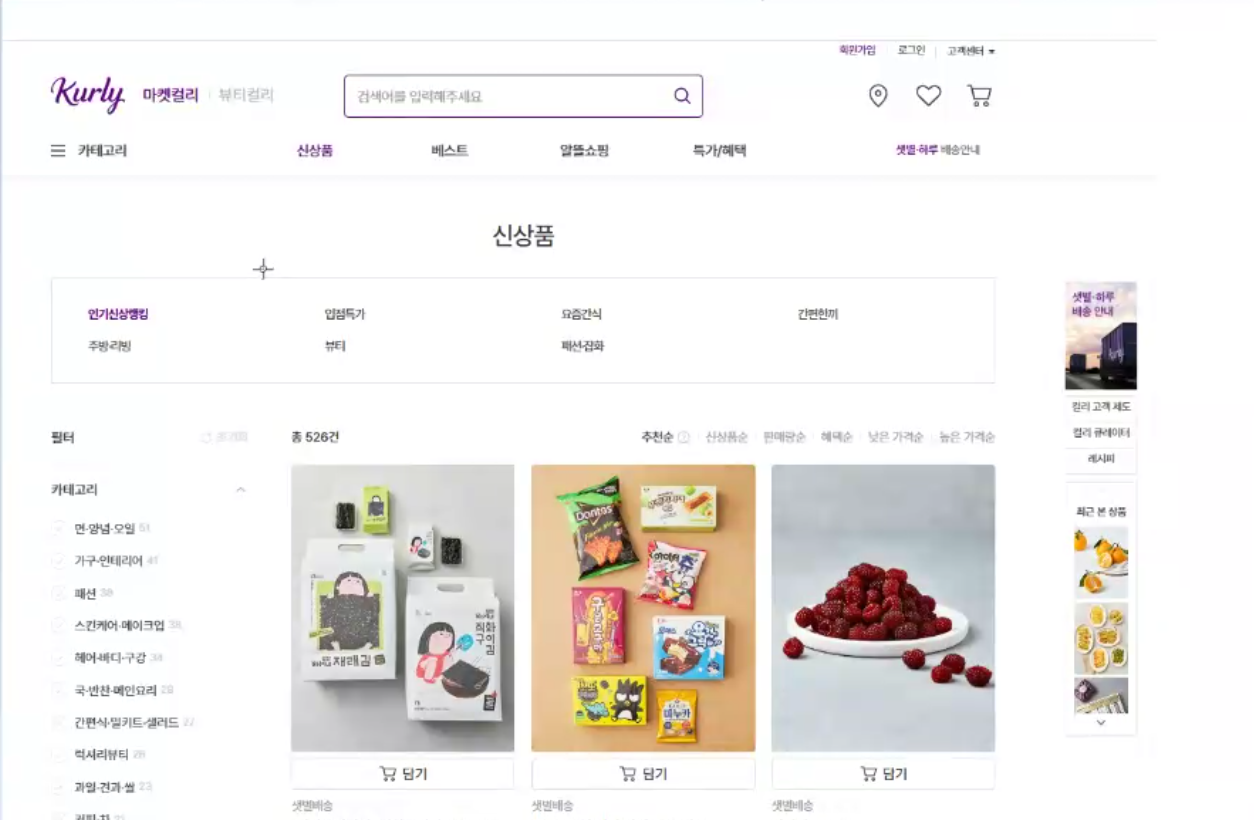 회원가입 로그인 고객센터
Kurly 마켓컬리 뷰티컬리
검색어를 입력해주세요
카테고리 신상품 베스트 알뜰쇼핑 특가/혜택 샛별·하루 배송안내
신상품
인기신상랭킹 입점특가 요즘간식 간편한끼
주방·리빙 뷰티 패션·잡화
샛별·하루
배송 안내
컬리 고객 제도
컬리 큐레이터
레시피
최근 본 상품
필터 초기화
총 526건 추천순 신상품순 판매량순 혜택순 낮은 가격순 높은 가격순
카테고리
면·양념·오일 51
가구·인테리어 41
패션
스킨케어·메이크업
헤어·바디·구강
국·반찬·메인요리
간편식·밀키트·샐러드
럭셔리뷰티
과일·견과·쌀
커피·차
Doritos
재래김
담기 담기 담기
샛별배송 샛별배송 샛별배송